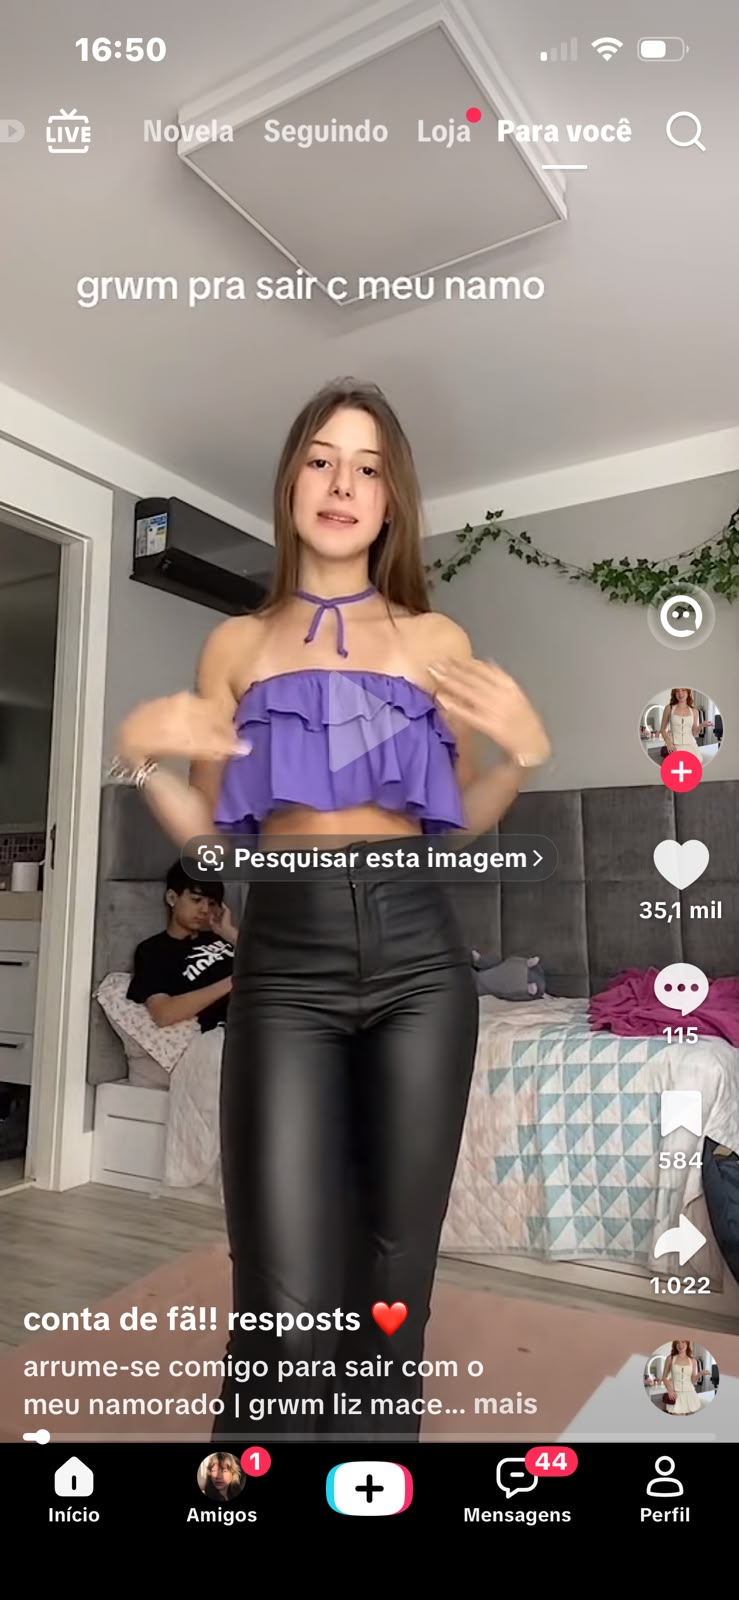 16:50
LIVE
Novela Seguindo Loja Para você
grwm pra sair c meu namo
Pesquisar esta imagem
35,1 mil
115
584
1.022
conta de fã!! resposts ❤️
arrume-se comigo para sair com o
meu namorado | grwm liz mace... mais
1
44
Início Amigos Mensagens Perfil